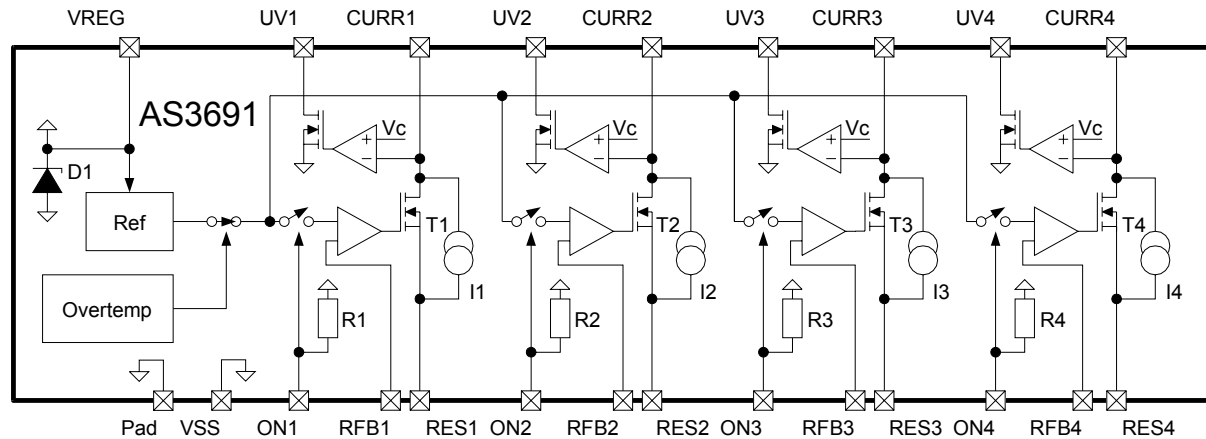 VREG UV1 CURR1 UV2 CURR2 UV3 CURR3 UV4 CURR4
AS3691
Vc Vc Vc Vc
+ + + +
− − − −
D1
Ref T1 T2 T3 T4
I1 I2 I3 I4
Overtemp R1 R2 R3 R4
Pad VSS ON1 RFB1 RES1 ON2 RFB2 RES2 ON3 RFB3 RES3 ON4 RFB4 RES4